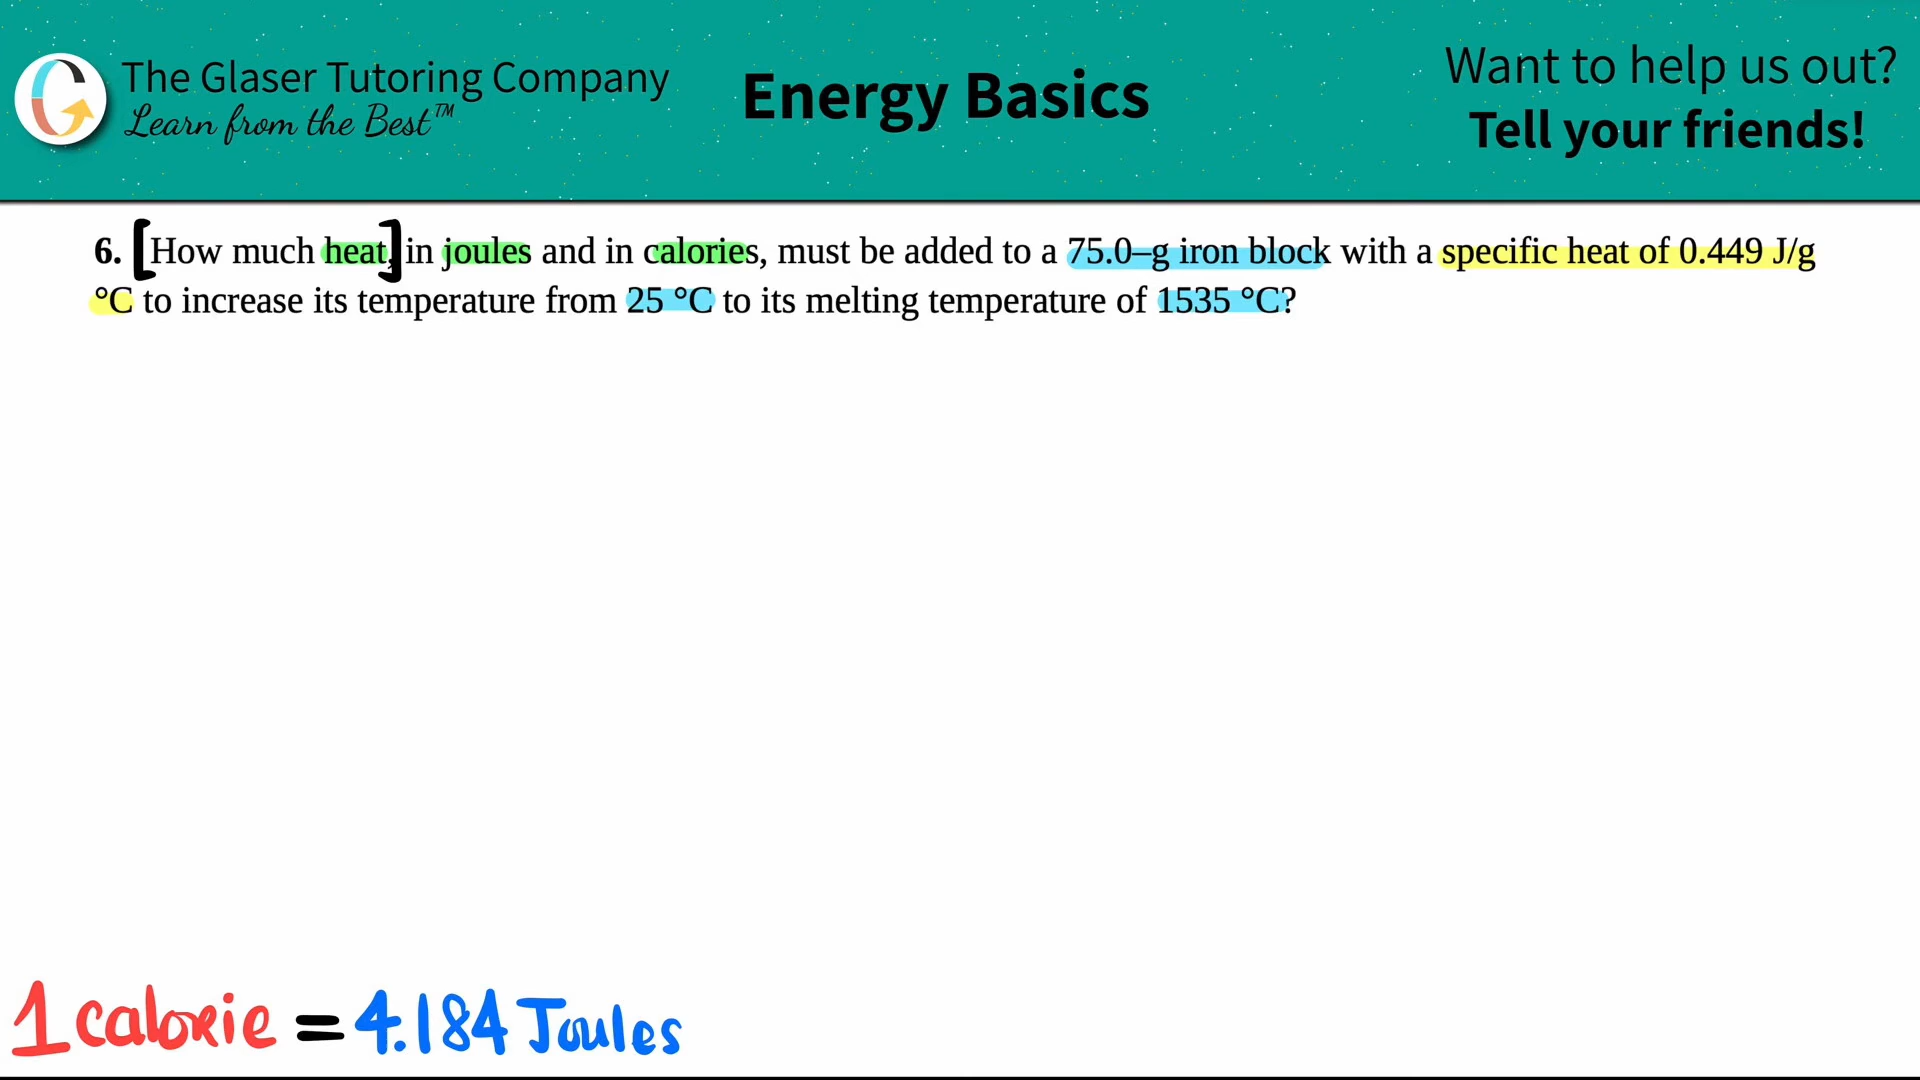 The Glaser Tutoring Company
Learn from the Best™
Energy Basics
Want to help us out?
Tell your friends!
6. [How much heat,] in joules and in calories, must be added to a 75.0–g iron block with a specific heat of 0.449 J/g
°C to increase its temperature from 25 °C to its melting temperature of 1535 °C?
1 calorie = 4.184 Joules